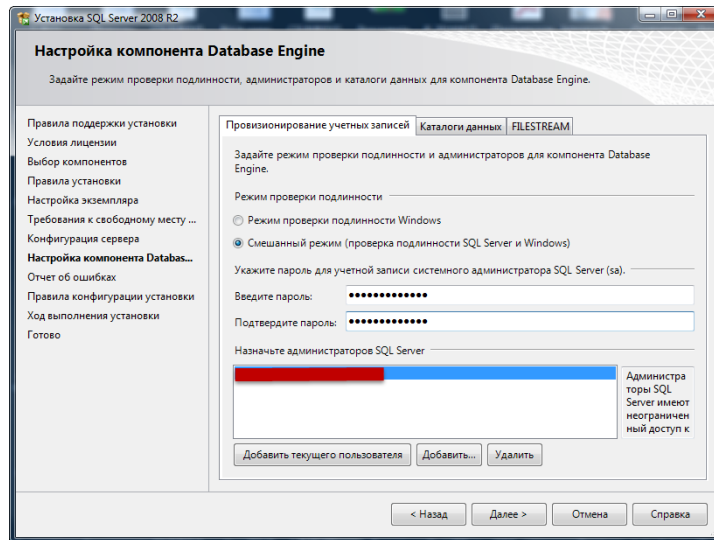 Установка SQL Server 2008 R2
Настройка компонента Database Engine
Задайте режим проверки подлинности, администраторов и каталоги данных для компонента Database Engine.
Правила поддержки установки
Условия лицензии
Выбор компонентов
Правила установки
Настройка экземпляра
Требования к свободному месту ...
Конфигурация сервера
Настройка компонента Databas...
Отчет об ошибках
Правила конфигурации установки
Ход выполнения установки
Готово
Провизионирование учетных записей
Каталоги данных
FILESTREAM
Задайте режим проверки подлинности и администраторов для компонента Database
Engine.
Режим проверки подлинности
Режим проверки подлинности Windows
Смешанный режим (проверка подлинности SQL Server и Windows)
Укажите пароль для учетной записи системного администратора SQL Server (sa).
Введите пароль: •••••••••••••
Подтвердите пароль: •••••••••••••
Назначьте администраторов SQL Server
Администра
торы SQL
Server имеют
неограничен
ный доступ к
Добавить текущего пользователя
Добавить...
Удалить
< Назад
Далее >
Отмена
Справка